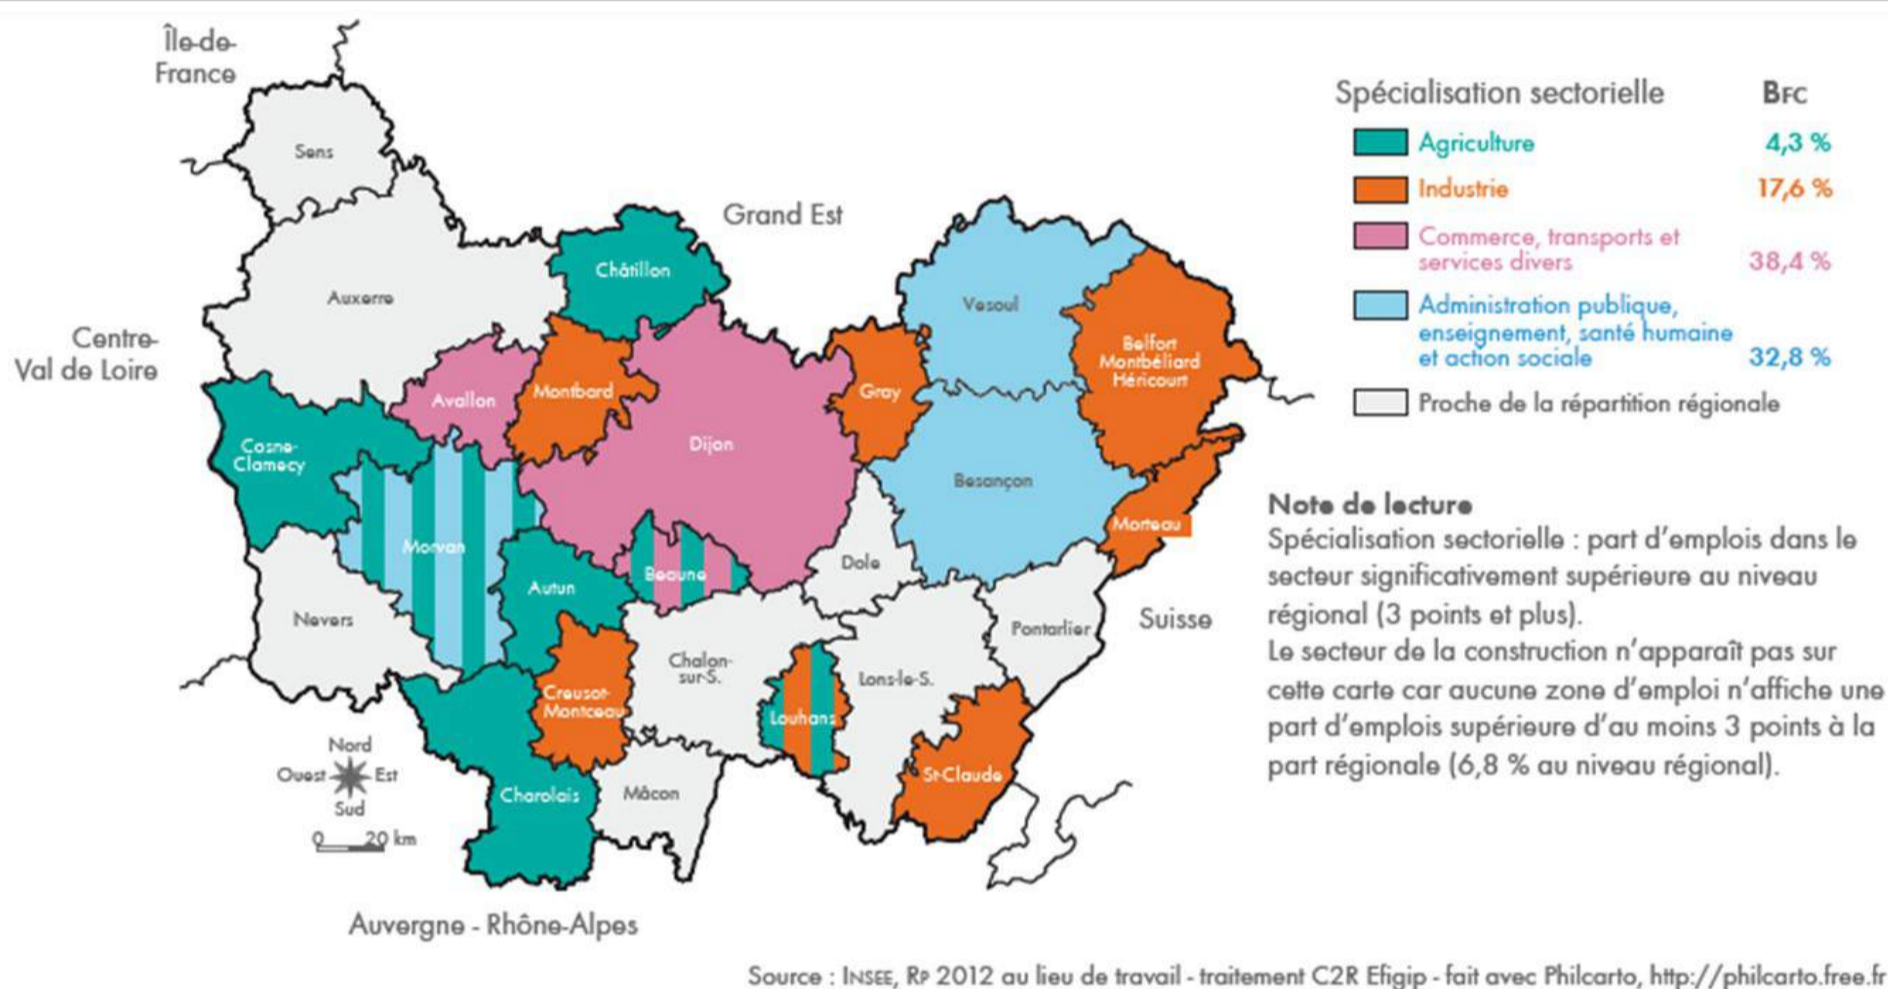 Île-de-
France
Sens
Grand Est
Châtillon
Auxerre
Vesoul
Centre-
Val de Loire
Belfort
Montbéliard
Héricourt
Avallon
Montbard
Gray
Dijon
Cosne-
Clamecy
Besançon
Morteau
Morvan
Dole
Beaune
Autun
Nevers
Suisse
Pontarlier
Chalon-
sur-S.
Lons-le-S.
Creusot-
Montceau
Louhans
Nord
Ouest Est
Sud
St-Claude
Charolais
Mâcon
0 20 km
Auvergne - Rhône-Alpes
Spécialisation sectorielle BFC
Agriculture 4,3 %
Industrie 17,6 %
Commerce, transports et
services divers 38,4 %
Administration publique,
enseignement, santé humaine
et action sociale 32,8 %
Proche de la répartition régionale
Note de lecture
Spécialisation sectorielle : part d'emplois dans le
secteur significativement supérieure au niveau
régional (3 points et plus).
Le secteur de la construction n'apparaît pas sur
cette carte car aucune zone d'emploi n'affiche une
part d'emplois supérieure d'au moins 3 points à la
part régionale (6,8 % au niveau régional).
Source : INSEE, RP 2012 au lieu de travail - traitement C2R Efigip - fait avec Philcarto, http://philcarto.free.fr